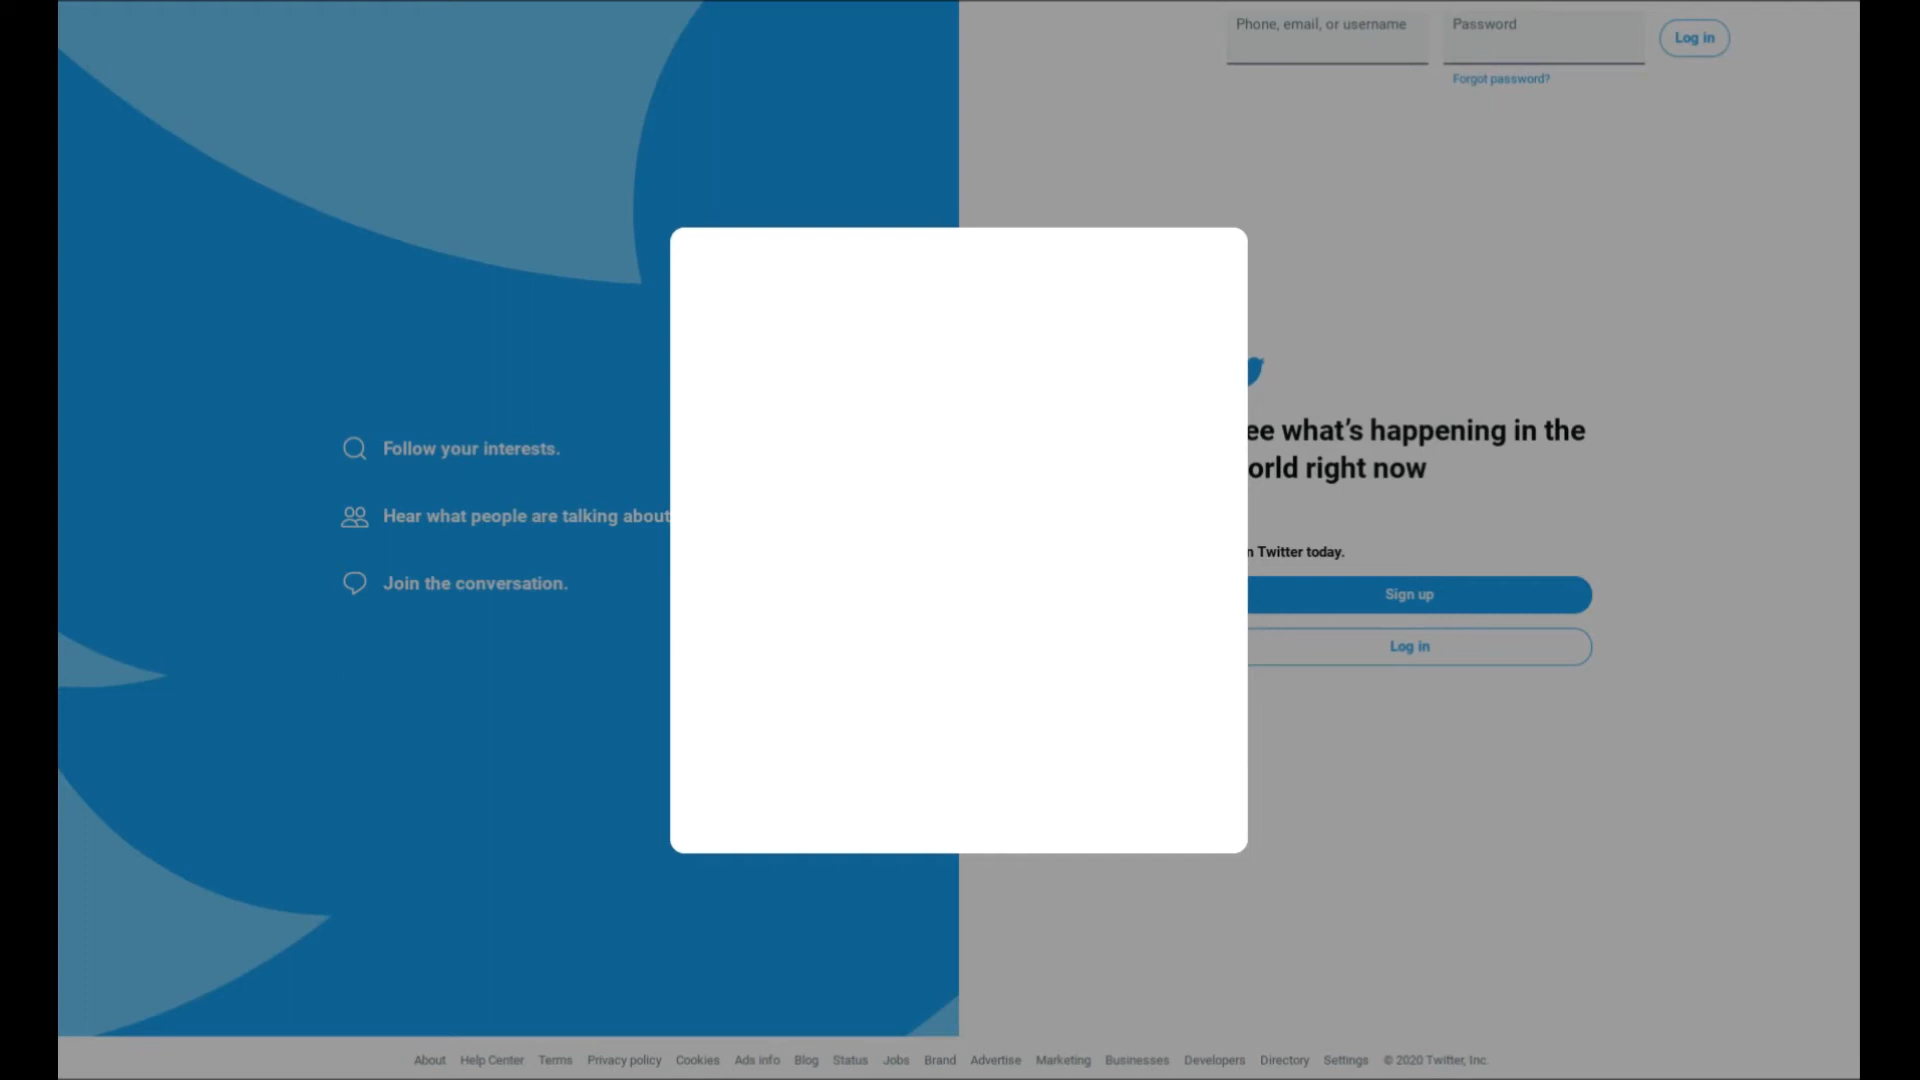 Phone, email, or username
Password
Log in
Forgot password?
Follow your interests.
Hear what people are talking about
Join the conversation.
ee what’s happening in the
orld right now
n Twitter today.
Sign up
Log in
About Help Center Terms Privacy policy Cookies Ads info Blog Status Jobs Brand Advertise Marketing Businesses Developers Directory Settings © 2020 Twitter, Inc.